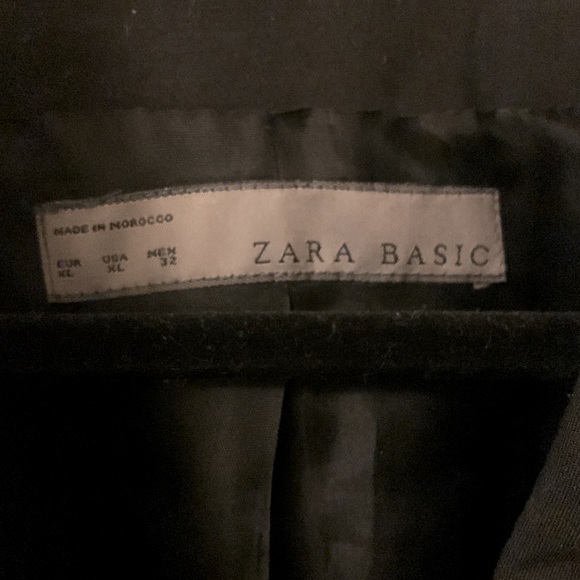 MADE IN MOROCCO
EUR USA MEX
XL XL 32
ZARA BASIC